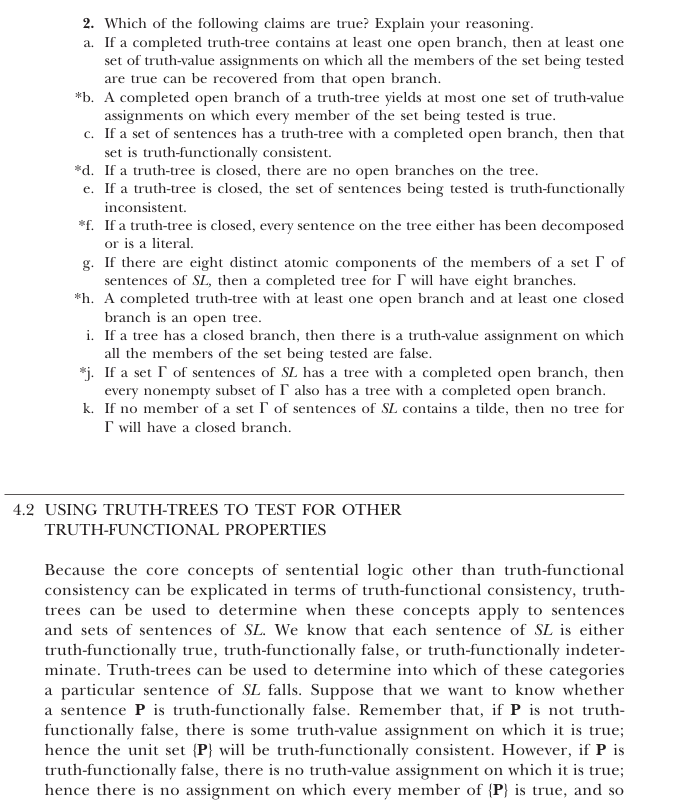 2. Which of the following claims are true? Explain your reasoning.
a. If a completed truth-tree contains at least one open branch, then at least one
set of truth-value assignments on which all the members of the set being tested
are true can be recovered from that open branch.
*b. A completed open branch of a truth-tree yields at most one set of truth-value
assignments on which every member of the set being tested is true.
c. If a set of sentences has a truth-tree with a completed open branch, then that
set is truth-functionally consistent.
*d. If a truth-tree is closed, there are no open branches on the tree.
e. If a truth-tree is closed, the set of sentences being tested is truth-functionally
inconsistent.
*f. If a truth-tree is closed, every sentence on the tree either has been decomposed
or is a literal.
g. If there are eight distinct atomic components of the members of a set Γ of
sentences of SL, then a completed tree for Γ will have eight branches.
*h. A completed truth-tree with at least one open branch and at least one closed
branch is an open tree.
i. If a tree has a closed branch, then there is a truth-value assignment on which
all the members of the set being tested are false.
*j. If a set Γ of sentences of SL has a tree with a completed open branch, then
every nonempty subset of Γ also has a tree with a completed open branch.
k. If no member of a set Γ of sentences of SL contains a tilde, then no tree for
Γ will have a closed branch.
4.2 USING TRUTH-TREES TO TEST FOR OTHER
TRUTH-FUNCTIONAL PROPERTIES
Because the core concepts of sentential logic other than truth-functional
consistency can be explicated in terms of truth-functional consistency, truth-
trees can be used to determine when these concepts apply to sentences
and sets of sentences of SL. We know that each sentence of SL is either
truth-functionally true, truth-functionally false, or truth-functionally indeter-
minate. Truth-trees can be used to determine into which of these categories
a particular sentence of SL falls. Suppose that we want to know whether
a sentence P is truth-functionally false. Remember that, if P is not truth-
functionally false, there is some truth-value assignment on which it is true;
hence the unit set {P} will be truth-functionally consistent. However, if P is
truth-functionally false, there is no truth-value assignment on which it is true;
hence there is no assignment on which every member of {P} is true, and so